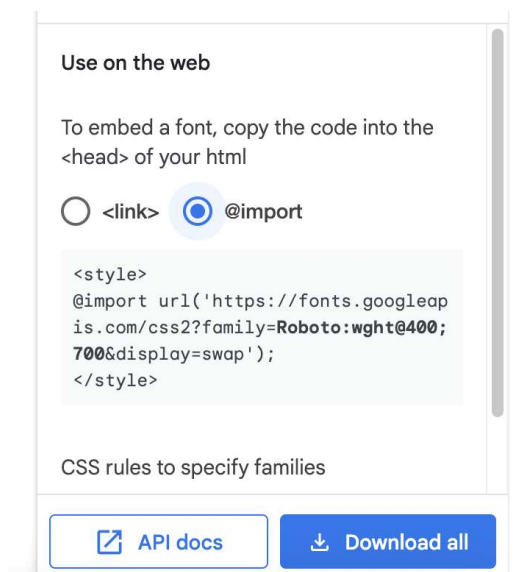 Use on the web
To embed a font, copy the code into the
<head> of your html
<link> @import
<style>
@import url('https://fonts.googleap
is.com/css2?family=Roboto:wght@400;
700&display=swap');
</style>
CSS rules to specify families
API docs Download all